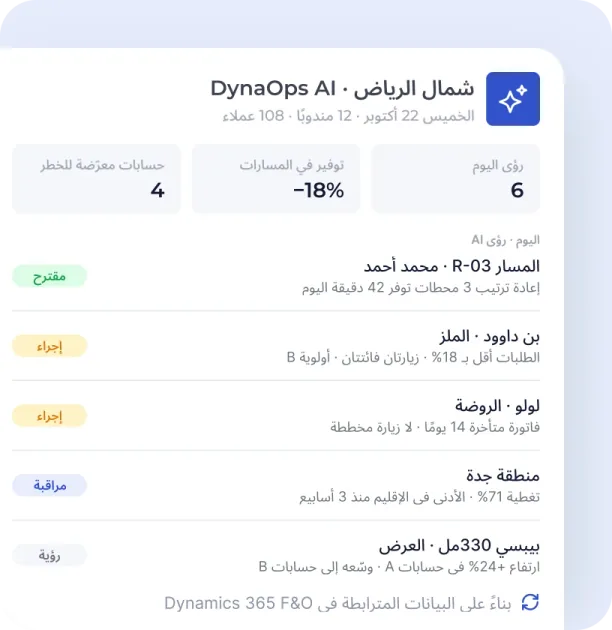 شمال الرياض · DynaOps AI
الخميس 22 أكتوبر · 12 مندوبًا · 108 عملاء
رؤى اليوم
6
توفير في المسارات
−18%
حسابات معرّضة للخطر
4
اليوم · رؤى AI
المسار R-03 · محمد أحمد
إعادة ترتيب 3 محطات توفر 42 دقيقة اليوم
مقترح
بن داوود · الملز
الطلبات أقل بـ 18% · زيارتان فائتتان · أولوية B
إجراء
لولو · الروضة
فاتورة متأخرة 14 يومًا · لا زيارة مخططة
إجراء
منطقة جدة
تغطية 71% · الأدنى في الإقليم منذ 3 أسابيع
مراقبة
بيبسي 330مل · العرض
ارتفاع +24% في حسابات A · وسّعه إلى حسابات B
رؤية
بناءً على البيانات المترابطة في Dynamics 365 F&O